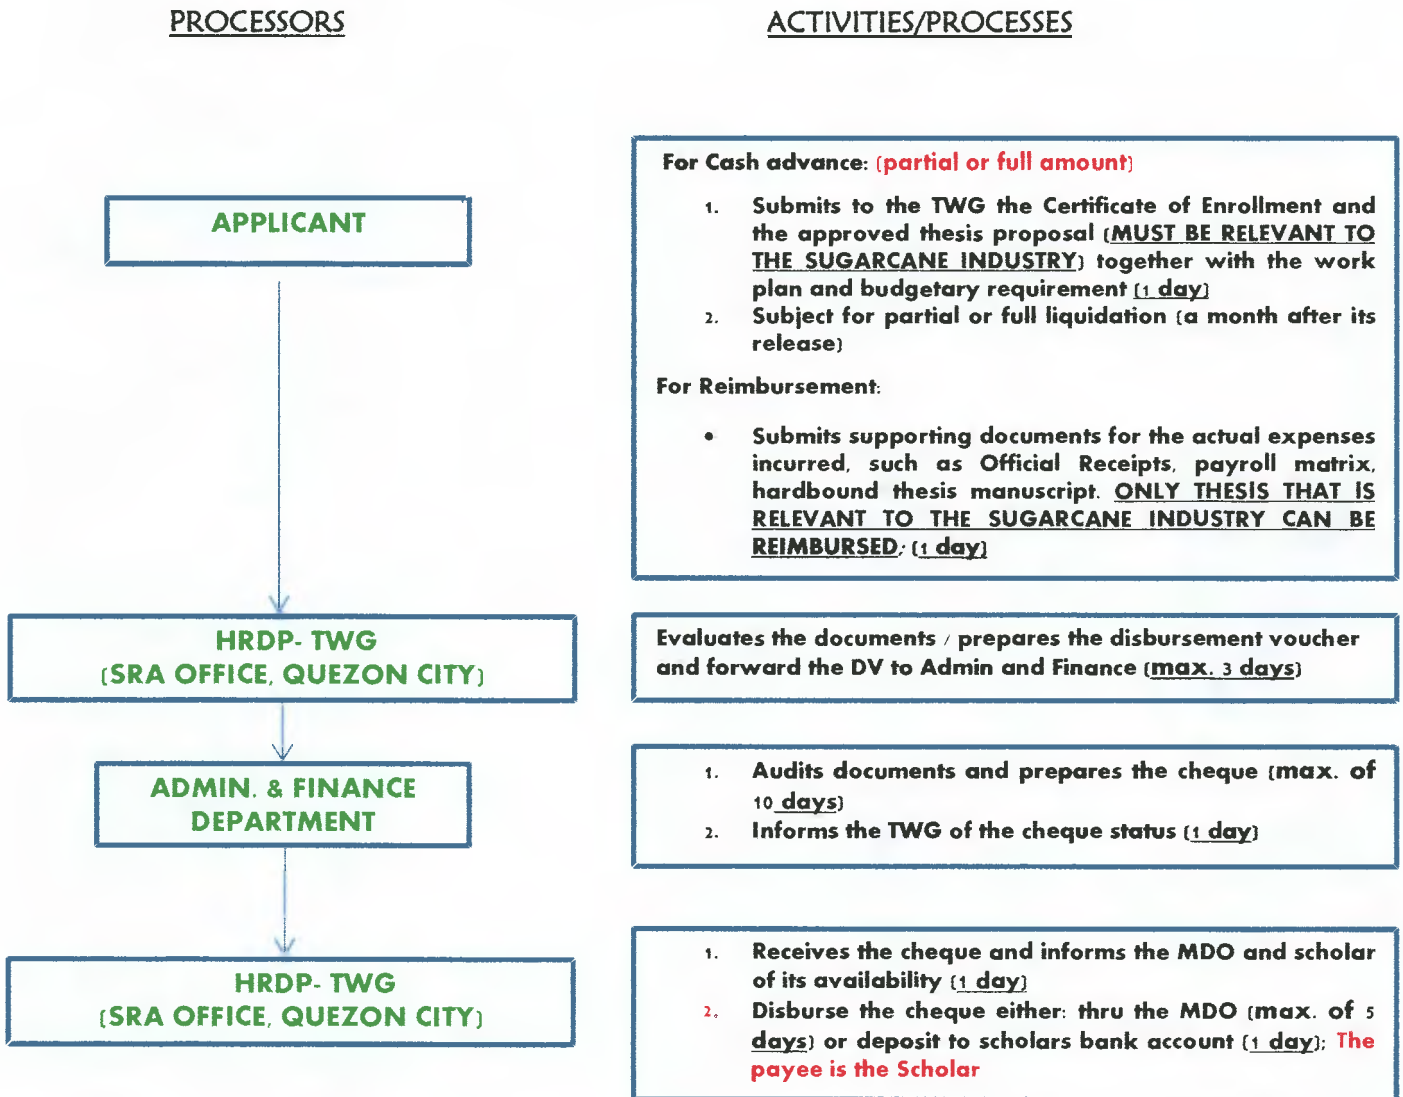 PROCESSORS
ACTIVITIES/PROCESSES
APPLICANT
For Cash advance: (partial or full amount)
1. Submits to the TWG the Certificate of Enrollment and
the approved thesis proposal (MUST BE RELEVANT TO
THE SUGARCANE INDUSTRY) together with the work
plan and budgetary requirement (1 day)
2. Subject for partial or full liquidation (a month after its
release)
For Reimbursement:
• Submits supporting documents for the actual expenses
incurred, such as Official Receipts, payroll matrix,
hardbound thesis manuscript. ONLY THESIS THAT IS
RELEVANT TO THE SUGARCANE INDUSTRY CAN BE
REIMBURSED; (1 day)
HRDP- TWG
(SRA OFFICE, QUEZON CITY)
Evaluates the documents / prepares the disbursement voucher
and forward the DV to Admin and Finance (max. 3 days)
ADMIN. & FINANCE
DEPARTMENT
1. Audits documents and prepares the cheque (max. of
10 days)
2. Informs the TWG of the cheque status (1 day)
HRDP- TWG
(SRA OFFICE, QUEZON CITY)
1. Receives the cheque and informs the MDO and scholar
of its availability (1 day)
2. Disburse the cheque either: thru the MDO (max. of 5
days) or deposit to scholars bank account (1 day); The
payee is the Scholar